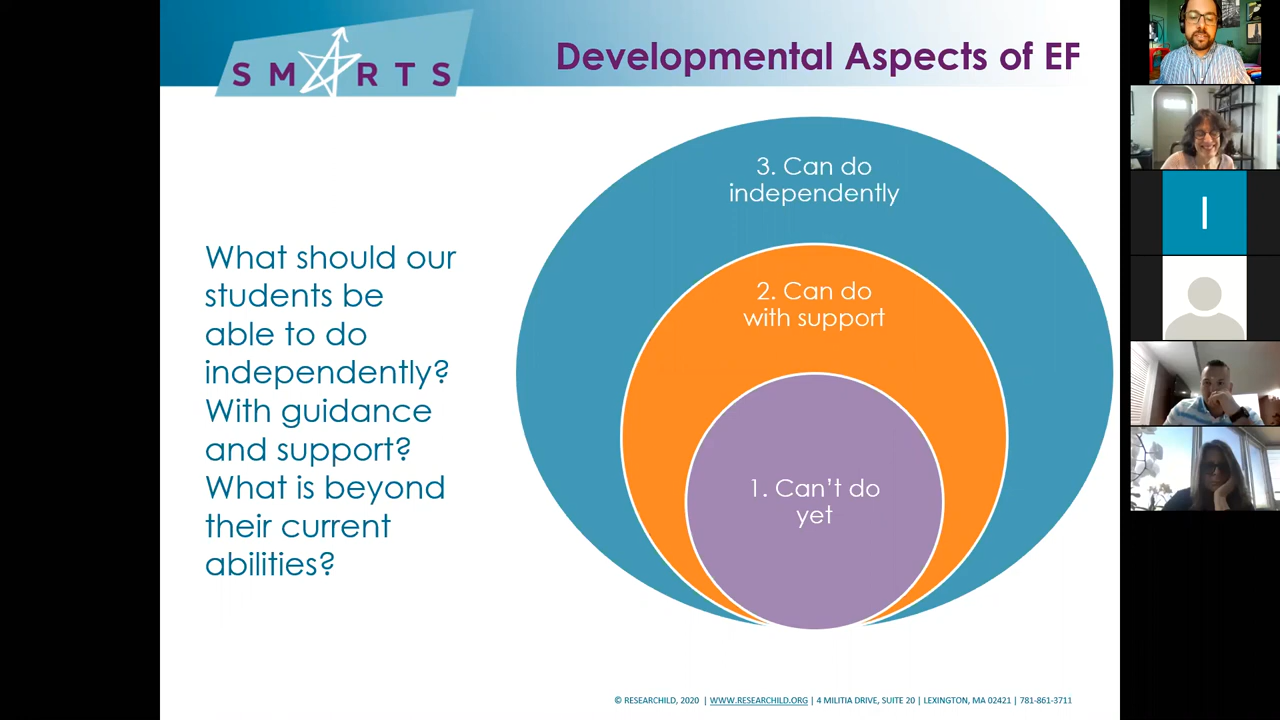 SMARTS
Developmental Aspects of EF
What should our
students be
able to do
independently?
With guidance
and support?
What is beyond
their current
abilities?
3. Can do
independently
2. Can do
with support
1. Can't do
yet
I
© RESEARCHILD, 2020 | WWW.RESEARCHILD.ORG | 4 MILITIA DRIVE, SUITE 20 | LEXINGTON, MA 02421 | 781-861-3711